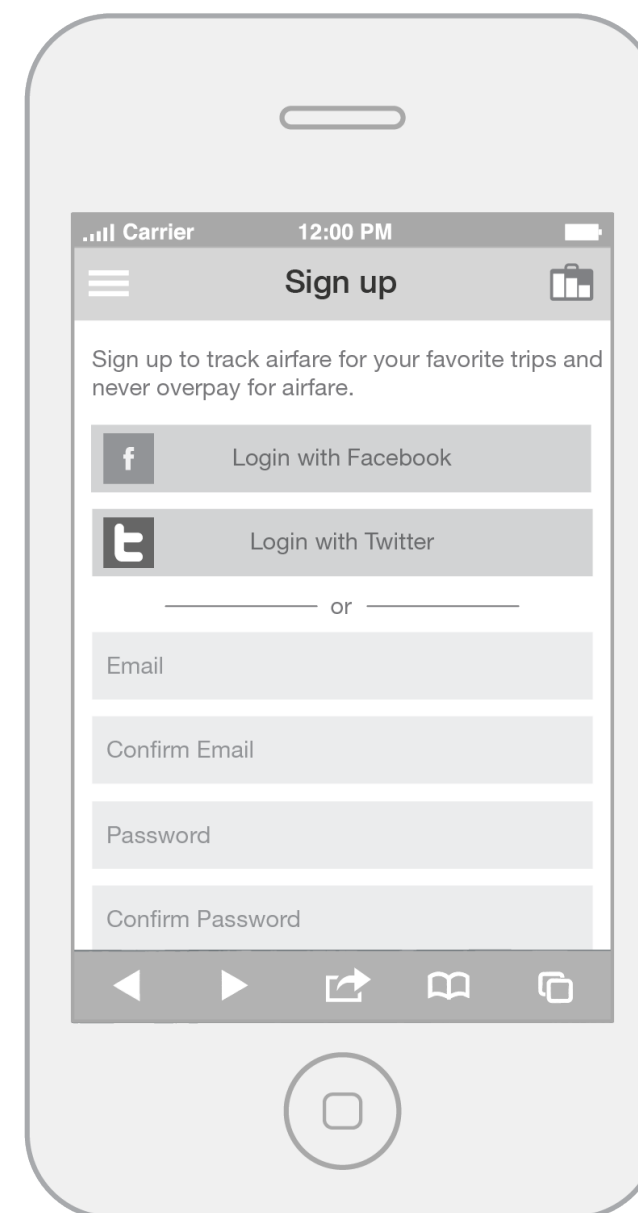 Carrier 12:00 PM
Sign up
Sign up to track airfare for your favorite trips and
never overpay for airfare.
f Login with Facebook
t Login with Twitter
or
Email
Confirm Email
Password
Confirm Password